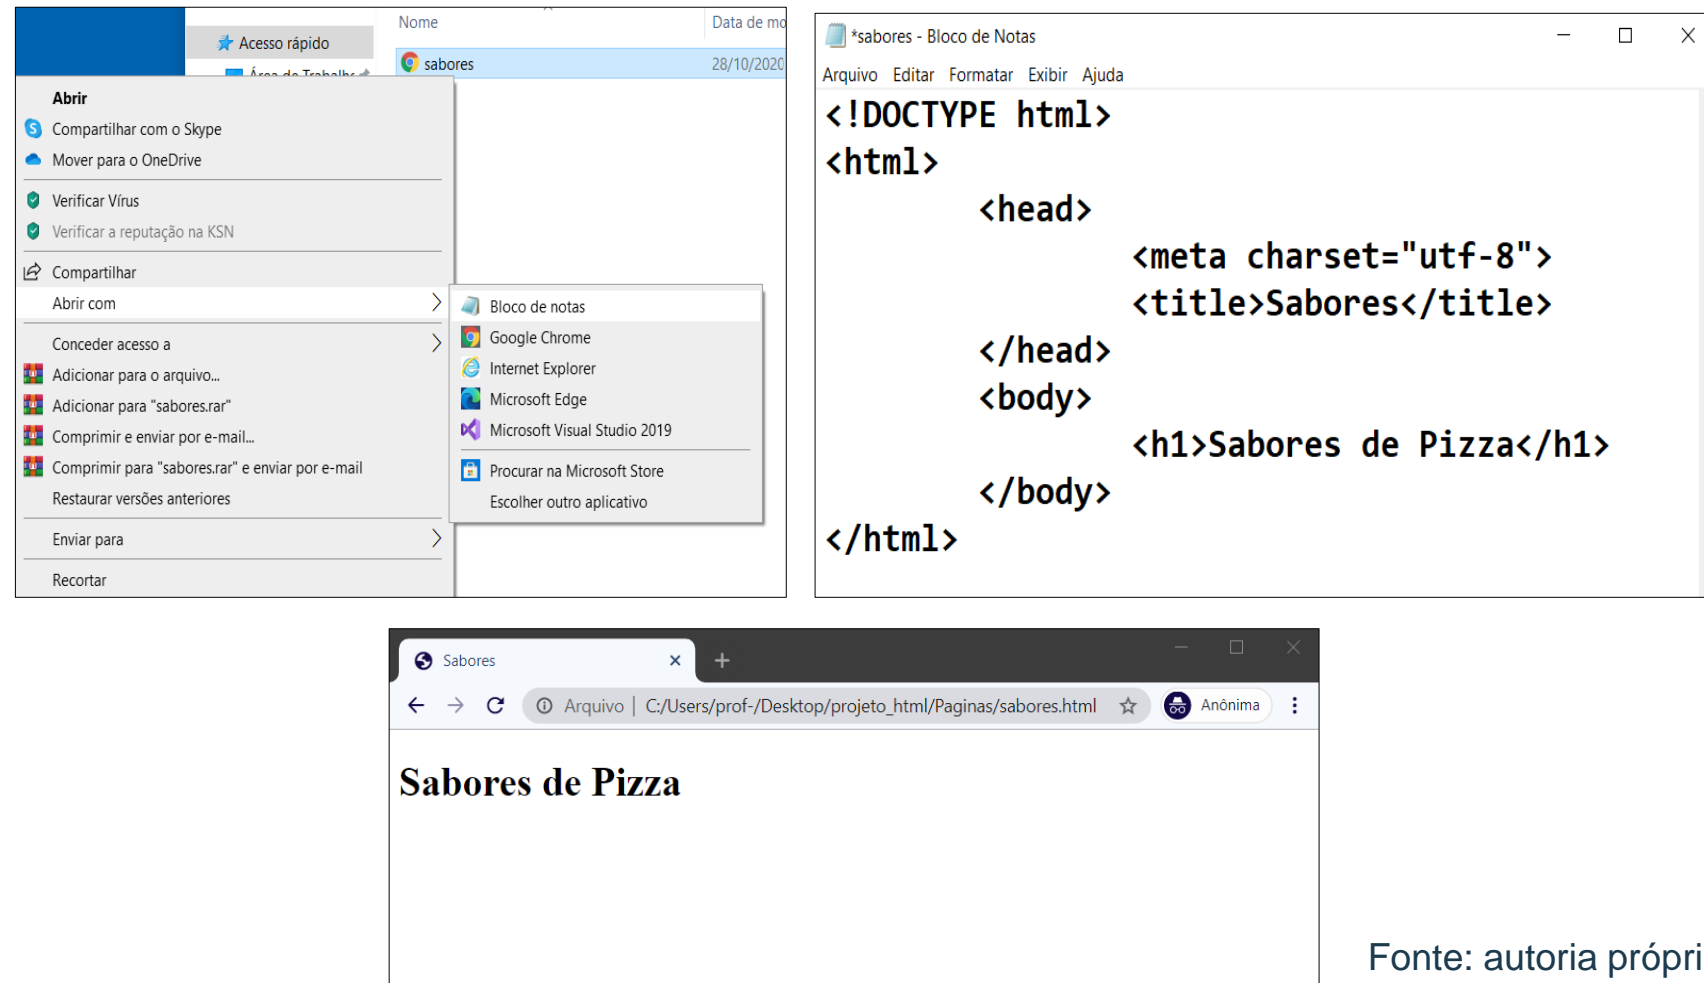 Nome
Data de mo
Acesso rápido
sabores
28/10/2020
Área de Trabalho
Abrir
Compartilhar com o Skype
Mover para o OneDrive
Verificar Vírus
Verificar a reputação na KSN
Compartilhar
Abrir com
Conceder acesso a
Adicionar para o arquivo...
Adicionar para "sabores.rar"
Comprimir e enviar por e-mail...
Comprimir para "sabores.rar" e enviar por e-mail
Restaurar versões anteriores
Enviar para
Recortar
Bloco de notas
Google Chrome
Internet Explorer
Microsoft Edge
Microsoft Visual Studio 2019
Procurar na Microsoft Store
Escolher outro aplicativo
*sabores - Bloco de Notas
Arquivo Editar Formatar Exibir Ajuda
<!DOCTYPE html>
<html>
<head>
<meta charset="utf-8">
<title>Sabores</title>
</head>
<body>
<h1>Sabores de Pizza</h1>
</body>
</html>
Sabores
Arquivo | C:/Users/prof-/Desktop/projeto_html/Paginas/sabores.html
Anônima
Sabores de Pizza
Fonte: autoria própri